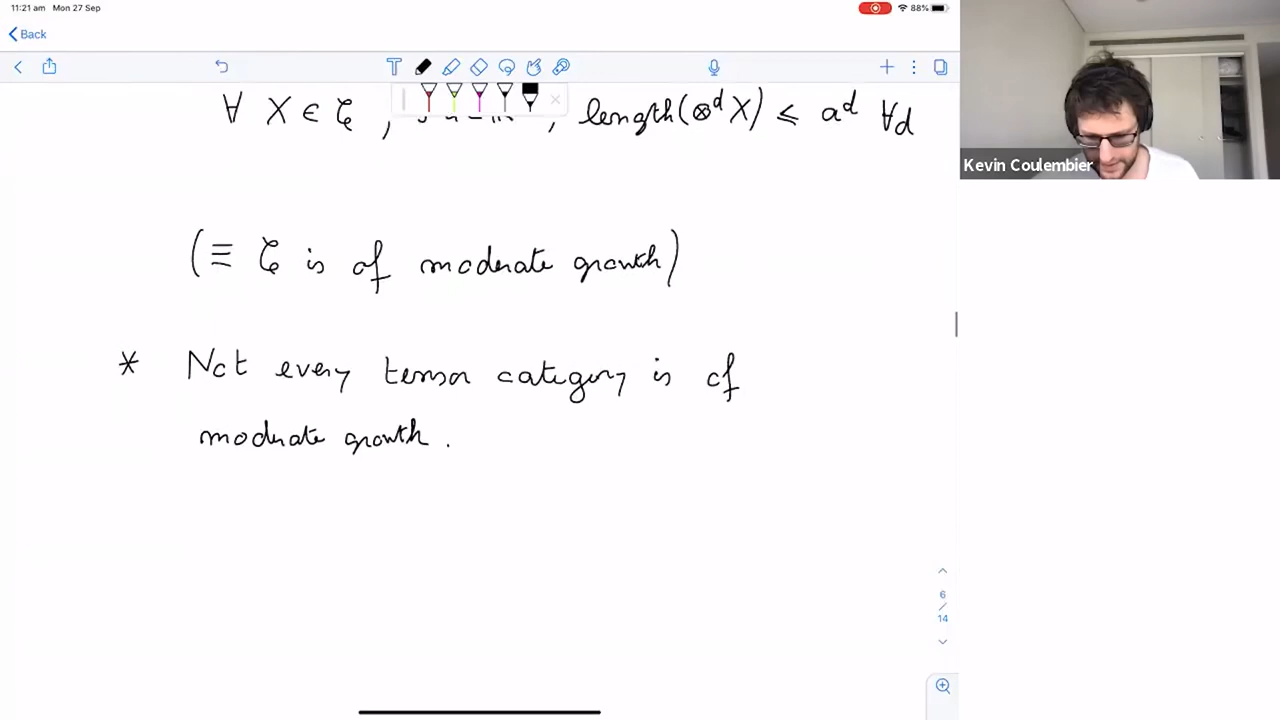 11:21 am Mon 27 Sep
88%
Back
∀ X ∈ 𝒞 , , length(⊗ᵈ X) ⩽ aᵈ ∀d
Kevin Coulembier
(≡ 𝒞 is of moderate growth)
* Not every tensor category is of
moderate growth .
6
/
14